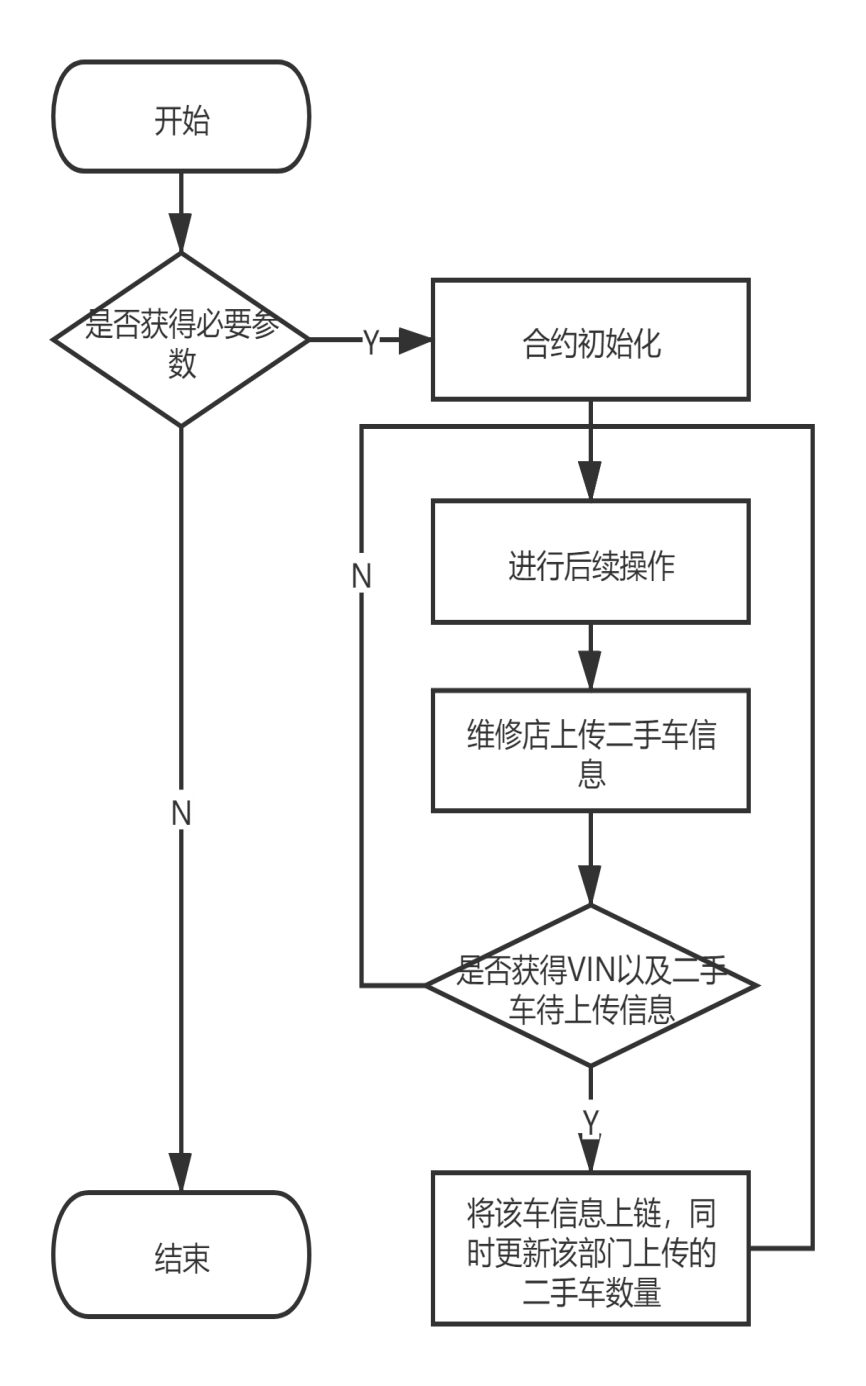 开始
是否获得必要参
数
Y
合约初始化
进行后续操作
N
维修店上传二手车信
息
N
是否获得VIN以及二手
车待上传信息
Y
将该车信息上链，同
时更新该部门上传的
二手车数量
结束